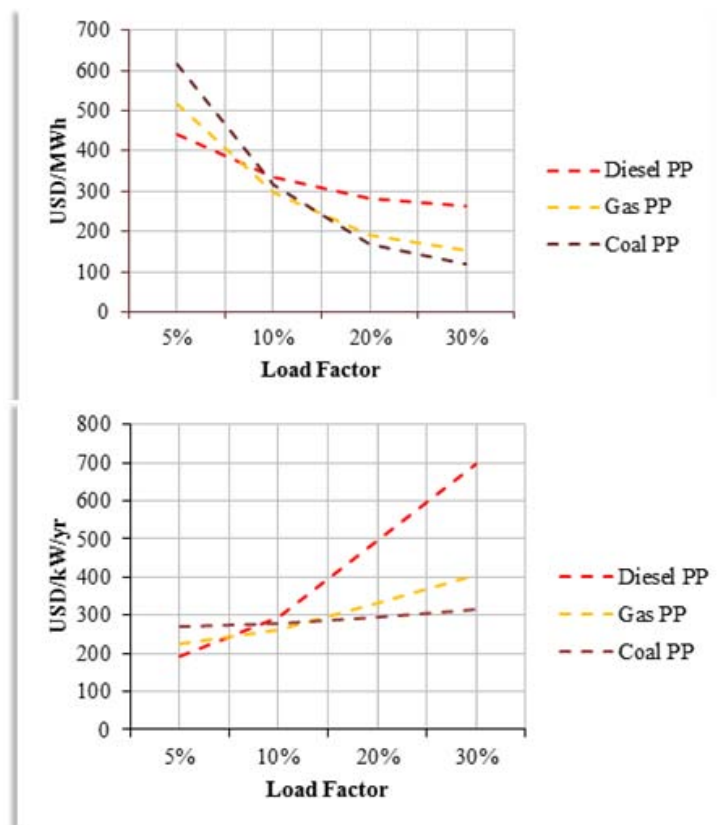 700
600
500
400
300
200
100
0
USD/MWh
5% 10% 20% 30%
Load Factor
Diesel PP
Gas PP
Coal PP
800
700
600
500
400
300
200
100
0
USD/kW/yr
5% 10% 20% 30%
Load Factor
Diesel PP
Gas PP
Coal PP